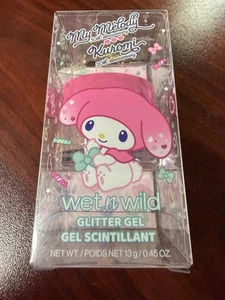 My Melody
Kuromi
wet n wild
GLITTER GEL
GEL SCINTILLANT
NET WT / POIDS NET 13 g / 0.45 OZ.